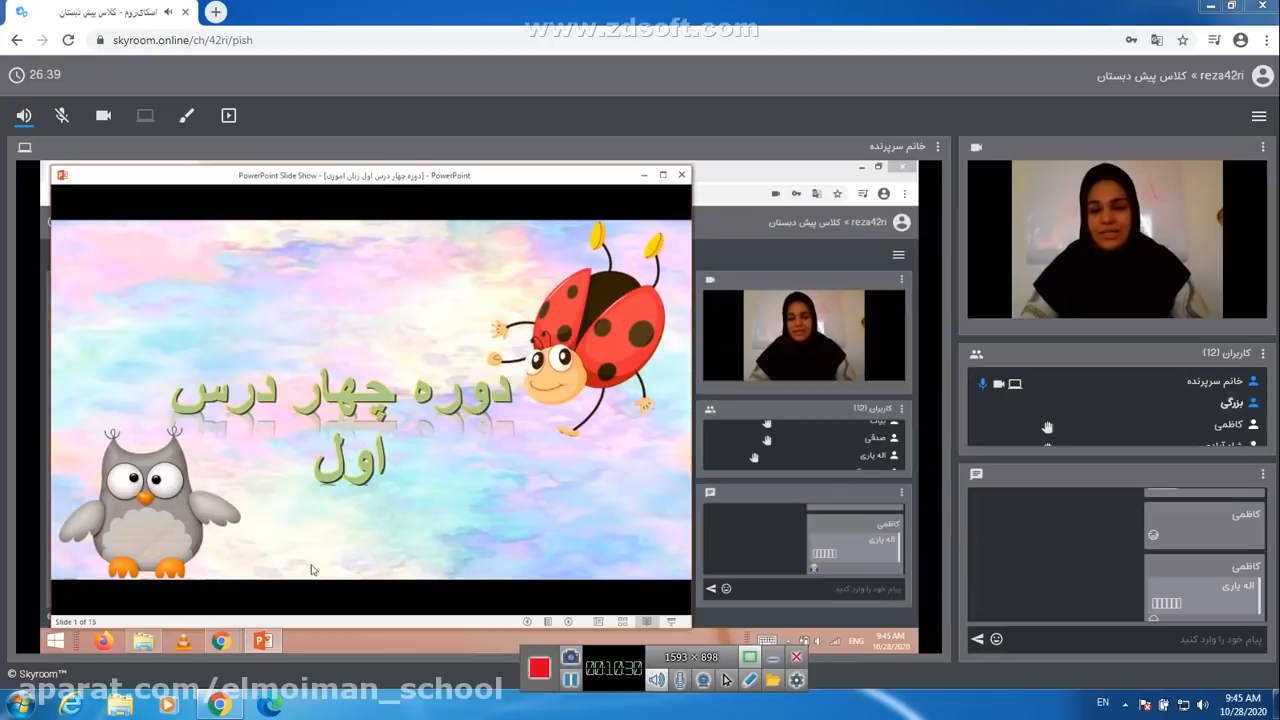 اسکای‌روم - کلاس پیش دبستان
www.zdsoft.com
skyroom.online/ch/42ri/pish
26:39
reza42ri » کلاس پیش دبستان
خانم سرپرنده
PowerPoint Slide Show - [دوره چهار درس اول زبان اموزی] - PowerPoint
reza42ri » کلاس پیش دبستان
دوره چهار درس
اول
کاربران (12)
صدقی
اله یاری
کاظمی
اله یاری
پیام خود را وارد کنید
Slide 1 of 15
ENG
9:45 AM
10/28/2020
کاربران (12)
خانم سرپرنده
بزرگی
کاظمی
کاظمی
کاظمی
اله یاری
پیام خود را وارد کنید
00:10:30
1593 × 898
Skyroom™
aparat.com/elmoiman_school
EN
9:45 AM
10/28/2020